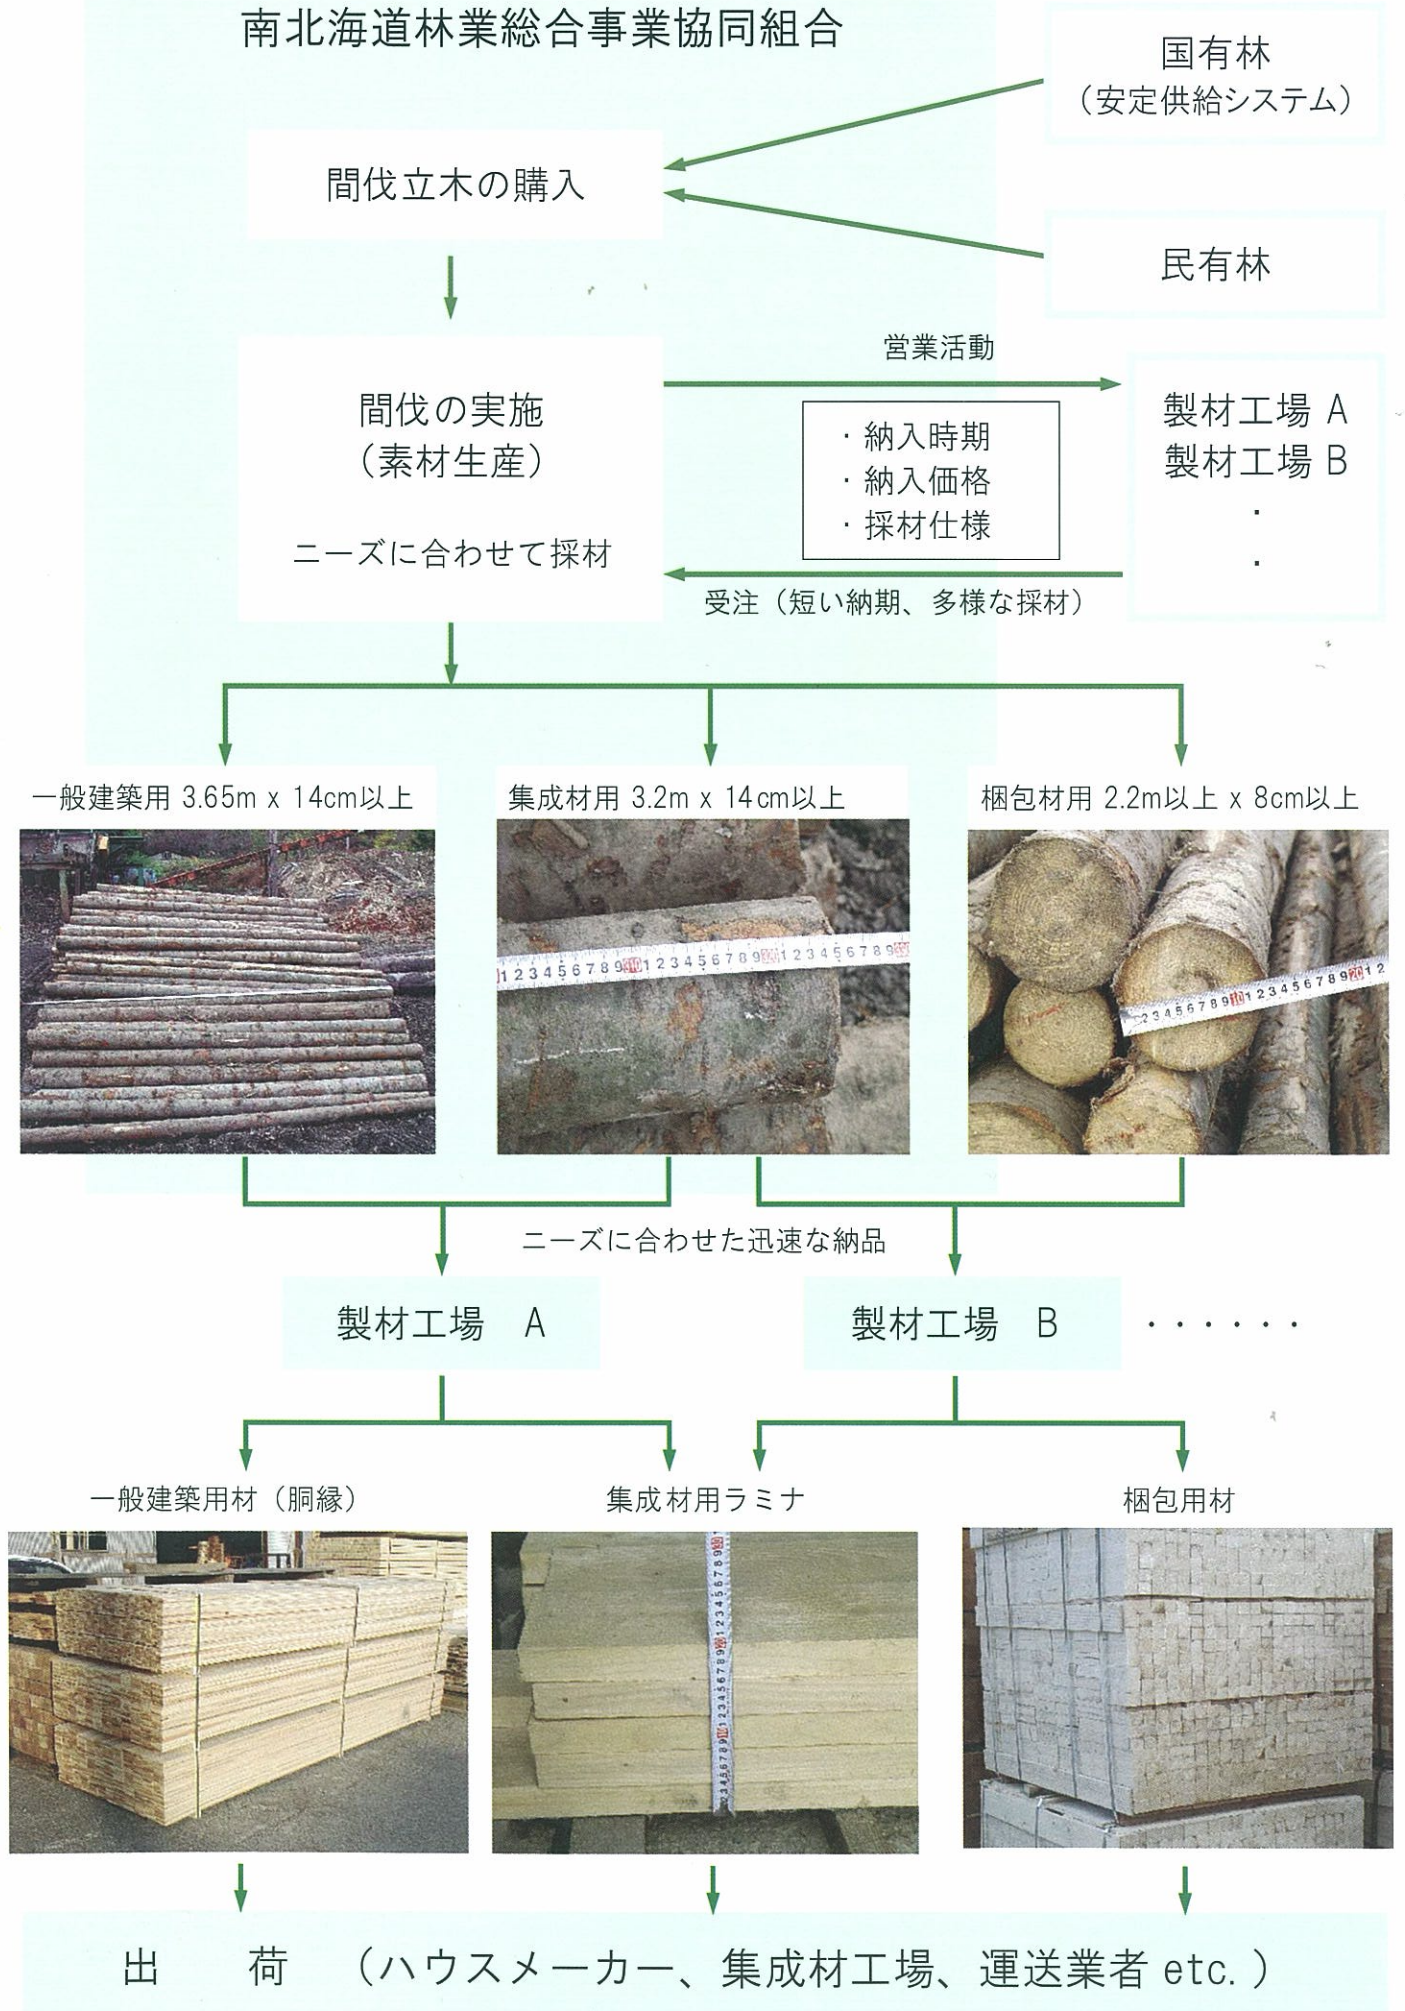 南北海道林業総合事業協同組合
国有林
（安定供給システム）
間伐立木の購入
民有林
営業活動
間伐の実施
（素材生産）
ニーズに合わせて採材
・納入時期
・納入価格
・採材仕様
製材工場 A
製材工場 B
・
・
受注（短い納期、多様な採材）
一般建築用 3.65m x 14cm以上
集成材用 3.2m x 14cm以上
梱包材用 2.2m以上 x 8cm以上
ニーズに合わせた迅速な納品
製材工場　A
製材工場　B
・・・・・・
一般建築用材（胴縁）
集成材用ラミナ
梱包用材
出　荷　（ハウスメーカー、集成材工場、運送業者 etc. ）